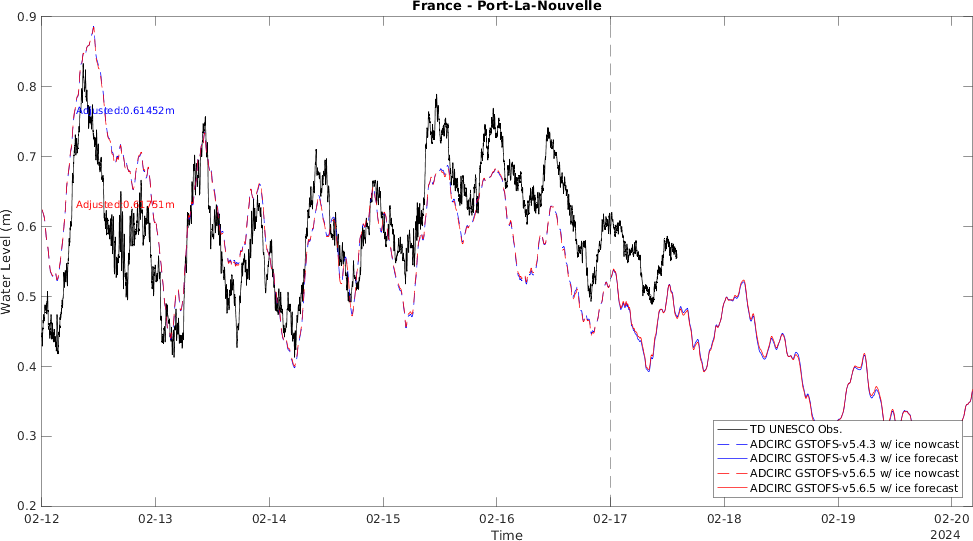 France - Port-La-Nouvelle
0.9
0.8
0.7
0.6
0.5
0.4
0.3
0.2
Water Level (m)
Adjusted:0.61452m
Adjusted:0.61751m
TD UNESCO Obs.
ADCIRC GSTOFS-v5.4.3 w/ ice nowcast
ADCIRC GSTOFS-v5.4.3 w/ ice forecast
ADCIRC GSTOFS-v5.6.5 w/ ice nowcast
ADCIRC GSTOFS-v5.6.5 w/ ice forecast
02-12 02-13 02-14 02-15 02-16 02-17 02-18 02-19 02-20
Time
2024